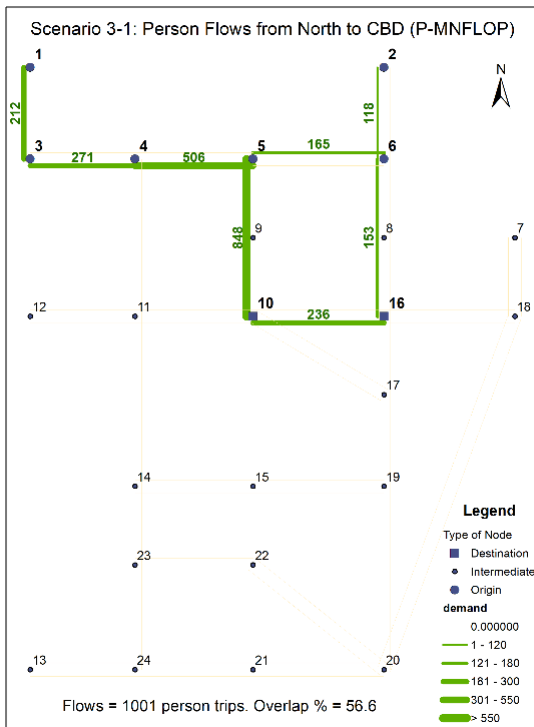 Scenario 3-1: Person Flows from North to CBD (P-MNFLOP)
1
2
N
212
118
3
4
5
6
271
506
165
9
8
7
848
153
12
11
10
16
18
236
17
14
15
19
Legend
Type of Node
Destination
Intermediate
Origin
demand
0.000000
1 - 120
121 - 180
181 - 300
301 - 550
> 550
23
22
13
24
21
20
Flows = 1001 person trips. Overlap % = 56.6